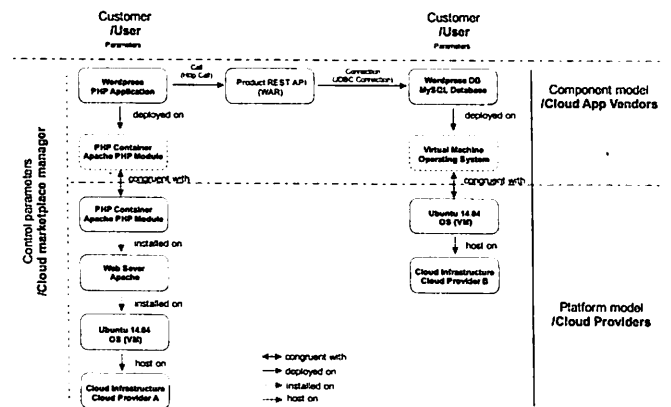 Customer
/User
Parameters
Customer
/User
Parameters
Wordpress
PHP Application
Call
(Http Call)
Product REST API
(WAR)
Connection
(JDBC Connection)
Wordpress DB
MySCL Database
Component model
/Cloud App Vendors
deployed on
deployed on
PHP Container
Apache PHP Module
Virtual Machine
Operating System
congruent with
congruent with
Control parameters
/Cloud marketplace manager
PHP Container
Apache PHP Module
Ubuntu 14.04
OS (VM)
installed on
host on
Web Sever
Apache
Cloud Infrastructure
Cloud Provider B
installed on
Platform model
/Cloud Providers
Ubuntu 14.04
OS (VM)
host on
Cloud Infrastructure
Cloud Provider A
congruent with
deployed on
installed on
host on